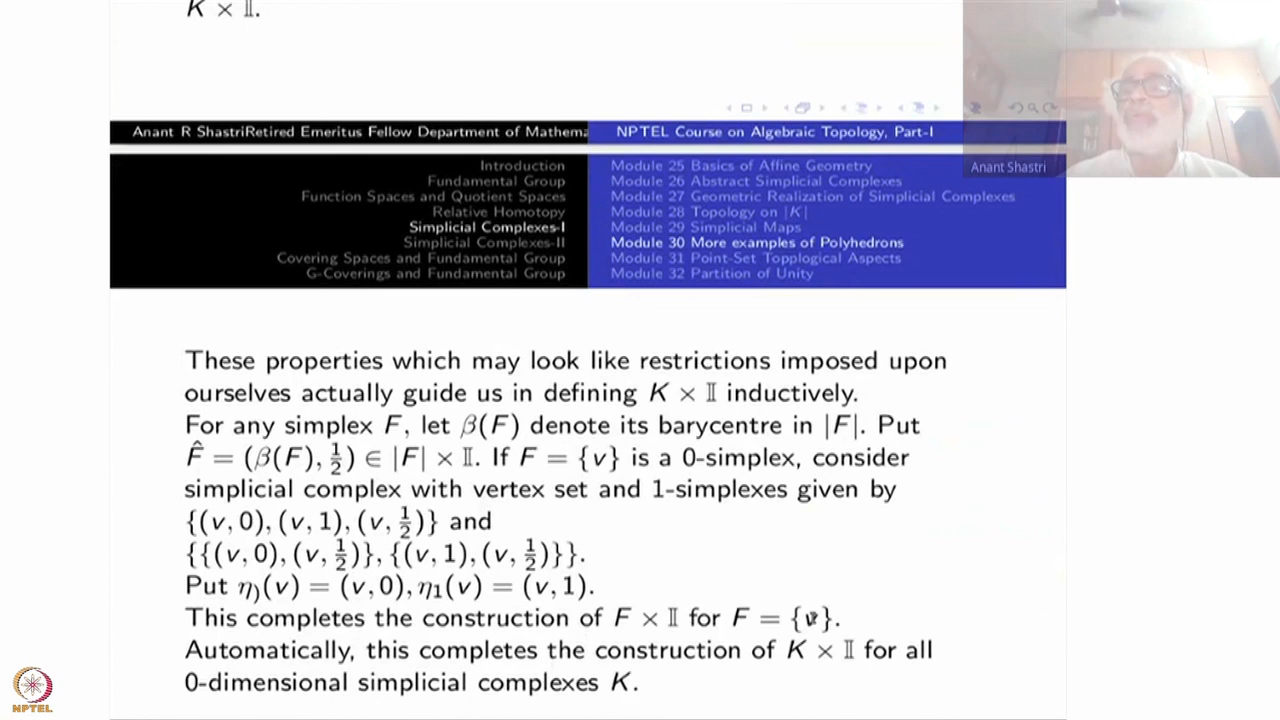 K × 𝕀.
Anant Shastri
Anant R ShastriRetired Emeritus Fellow Department of Mathema
NPTEL Course on Algebraic Topology, Part-I
Introduction
Fundamental Group
Function Spaces and Quotient Spaces
Relative Homotopy
Simplicial Complexes-I
Simplicial Complexes-II
Covering Spaces and Fundamental Group
G-Coverings and Fundamental Group
Module 25 Basics of Affine Geometry
Module 26 Abstract Simplicial Complexes
Module 27 Geometric Realization of Simplicial Complexes
Module 28 Topology on |K|
Module 29 Simplicial Maps
Module 30 More examples of Polyhedrons
Module 31 Point-Set Topplogical Aspects
Module 32 Partition of Unity
These properties which may look like restrictions imposed upon
ourselves actually guide us in defining K × 𝕀 inductively.
For any simplex F, let β(F) denote its barycentre in |F|. Put
F̂ = (β(F), ½) ∈ |F| × 𝕀. If F = {v} is a 0-simplex, consider
simplicial complex with vertex set and 1-simplexes given by
{(v, 0), (v, 1), (v, ½)} and
{{(v, 0), (v, ½)}, {(v, 1), (v, ½)}}.
Put η₎(v) = (v, 0), η₁(v) = (v, 1).
This completes the construction of F × 𝕀 for F = {v}.
Automatically, this completes the construction of K × 𝕀 for all
0-dimensional simplicial complexes K.
NPTEL